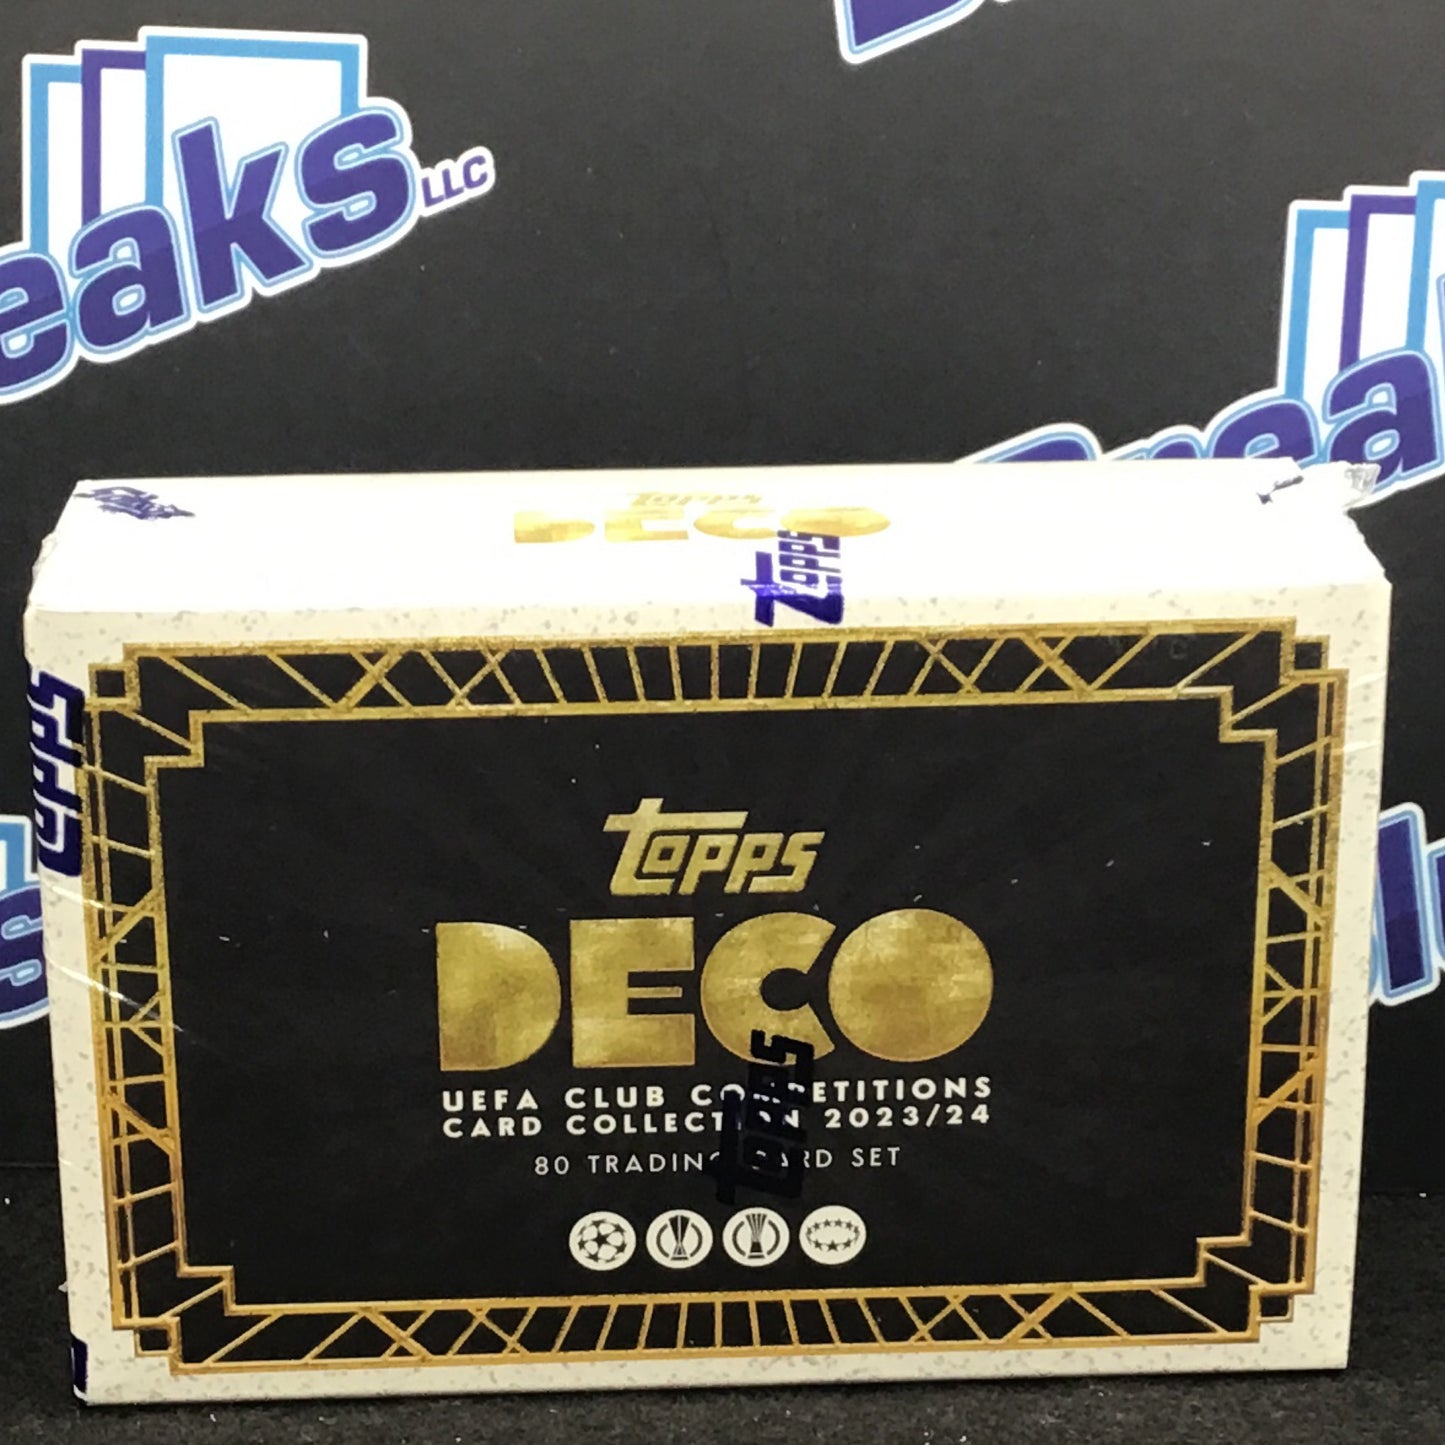 eaks LLC
Topps
DECO
Topps
Topps
Topps
DECO
Topps
UEFA CLUB COMPETITIONS
CARD COLLECTION 2023/24
80 TRADING CARD SET